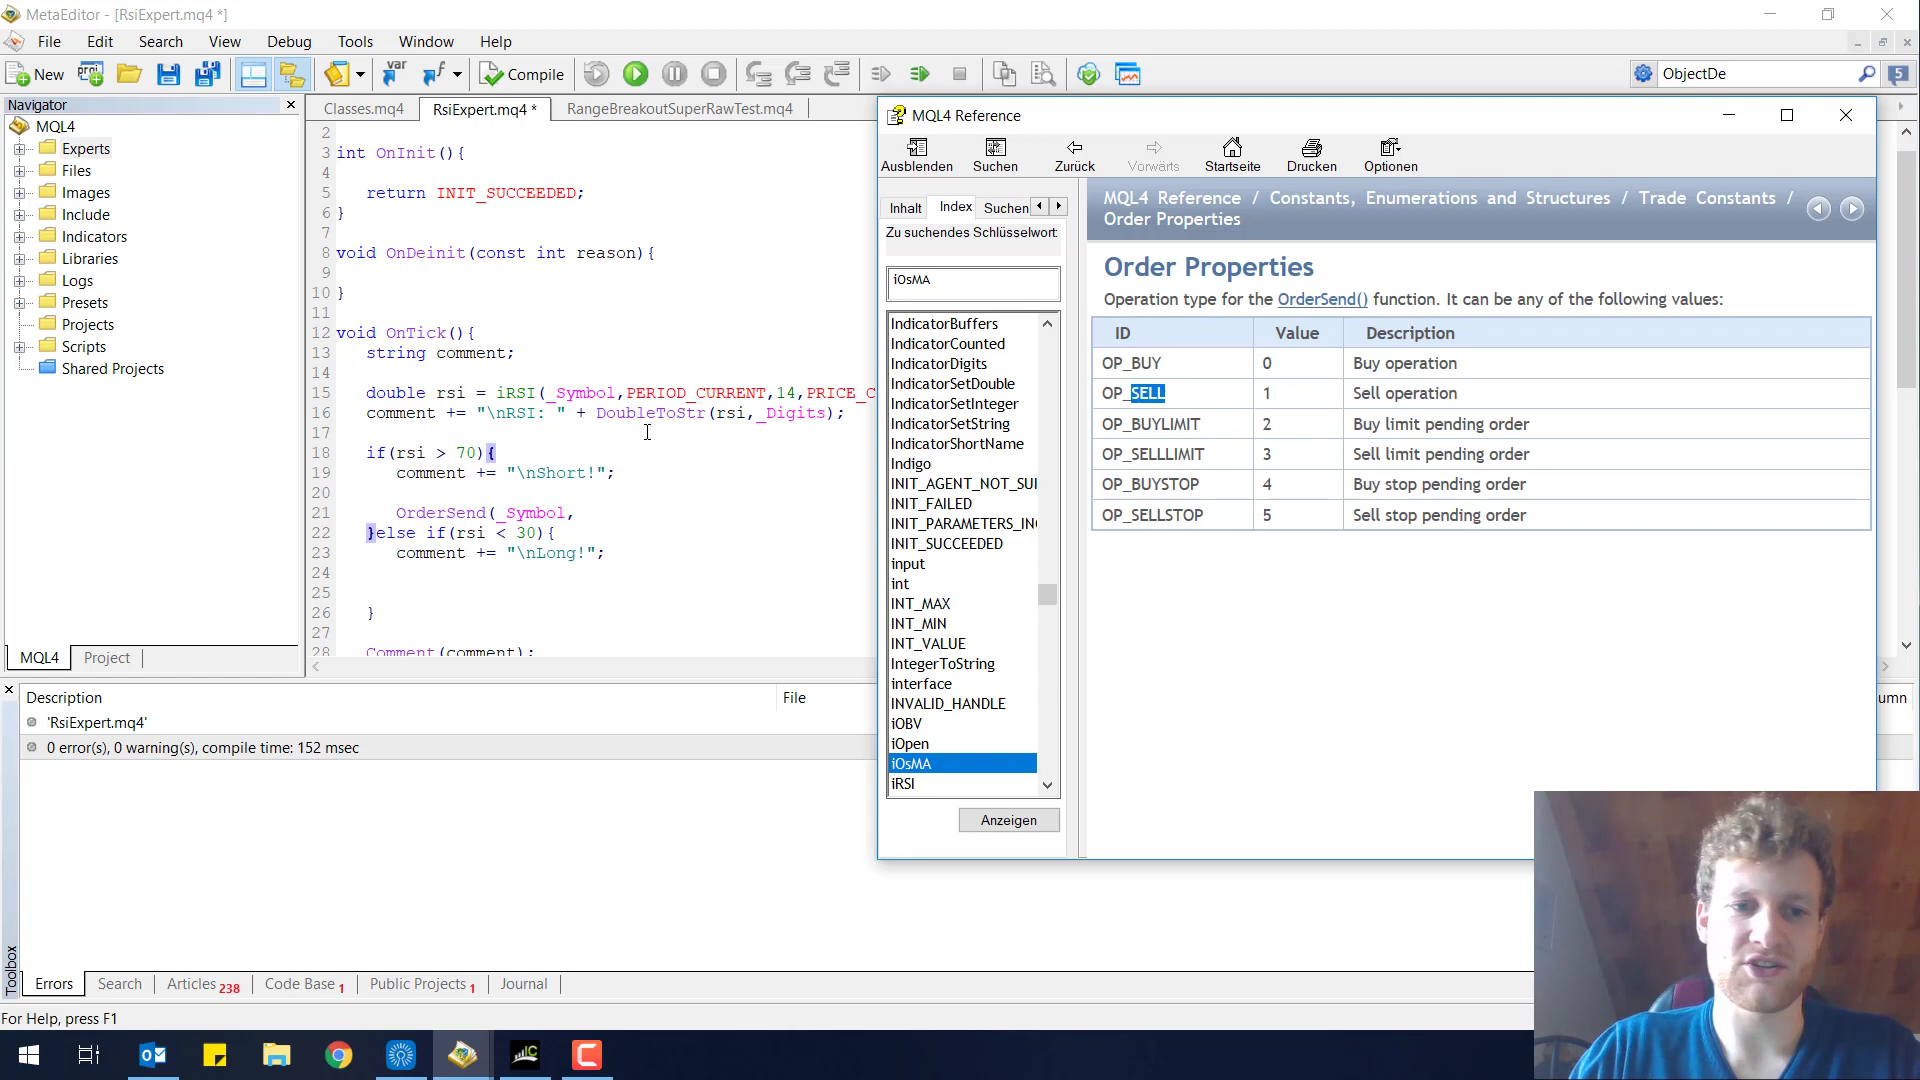 MetaEditor - [RsiExpert.mq4 *]
File Edit Search View Debug Tools Window Help
New var Compile ObjectDe 5
Navigator
MQL4
Experts
Files
Images
Include
Indicators
Libraries
Logs
Presets
Projects
Scripts
Shared Projects
MQL4 Project
Classes.mq4 RsiExpert.mq4 * RangeBreakoutSuperRawTest.mq4
2
3 int OnInit(){
4
5 return INIT_SUCCEEDED;
6 }
7
8 void OnDeinit(const int reason){
9
10 }
11
12 void OnTick(){
13 string comment;
14
15 double rsi = iRSI(_Symbol,PERIOD_CURRENT,14,PRICE_C
16 comment += "\nRSI: " + DoubleToStr(rsi,_Digits);
17
18 if(rsi > 70){
19 comment += "\nShort!";
20
21 OrderSend(_Symbol,
22 }else if(rsi < 30){
23 comment += "\nLong!";
24
25
26 }
27
28 Comment(comment);
MQL4 Reference
Ausblenden Suchen Zurück Vorwärts Startseite Drucken Optionen
Inhalt Index Suchen
Zu suchendes Schlüsselwort
iOsMA
IndicatorBuffers
IndicatorCounted
IndicatorDigits
IndicatorSetDouble
IndicatorSetInteger
IndicatorSetString
IndicatorShortName
Indigo
INIT_AGENT_NOT_SUI
INIT_FAILED
INIT_PARAMETERS_INC
INIT_SUCCEEDED
input
int
INT_MAX
INT_MIN
INT_VALUE
IntegerToString
interface
INVALID_HANDLE
iOBV
iOpen
iOsMA
iRSI
Anzeigen
MQL4 Reference / Constants, Enumerations and Structures / Trade Constants /
Order Properties
Order Properties
Operation type for the OrderSend() function. It can be any of the following values:
ID Value Description
OP_BUY 0 Buy operation
OP_SELL 1 Sell operation
OP_BUYLIMIT 2 Buy limit pending order
OP_SELLLIMIT 3 Sell limit pending order
OP_BUYSTOP 4 Buy stop pending order
OP_SELLSTOP 5 Sell stop pending order
Description File umn
'RsiExpert.mq4'
0 error(s), 0 warning(s), compile time: 152 msec
Toolbox
Errors Search Articles 238 Code Base 1 Public Projects 1 Journal
For Help, press F1